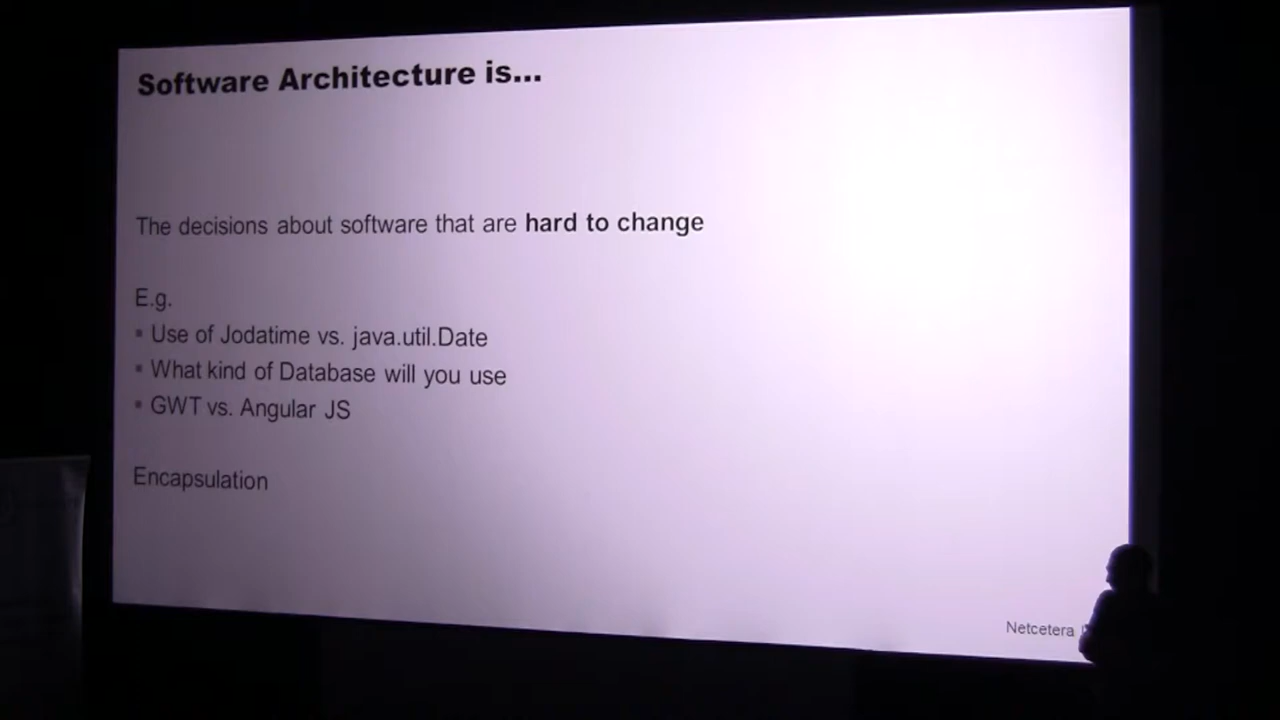 Software Architecture is...
The decisions about software that are hard to change
E.g.
▪ Use of Jodatime vs. java.util.Date
▪ What kind of Database will you use
▪ GWT vs. Angular JS
Encapsulation
Netcetera